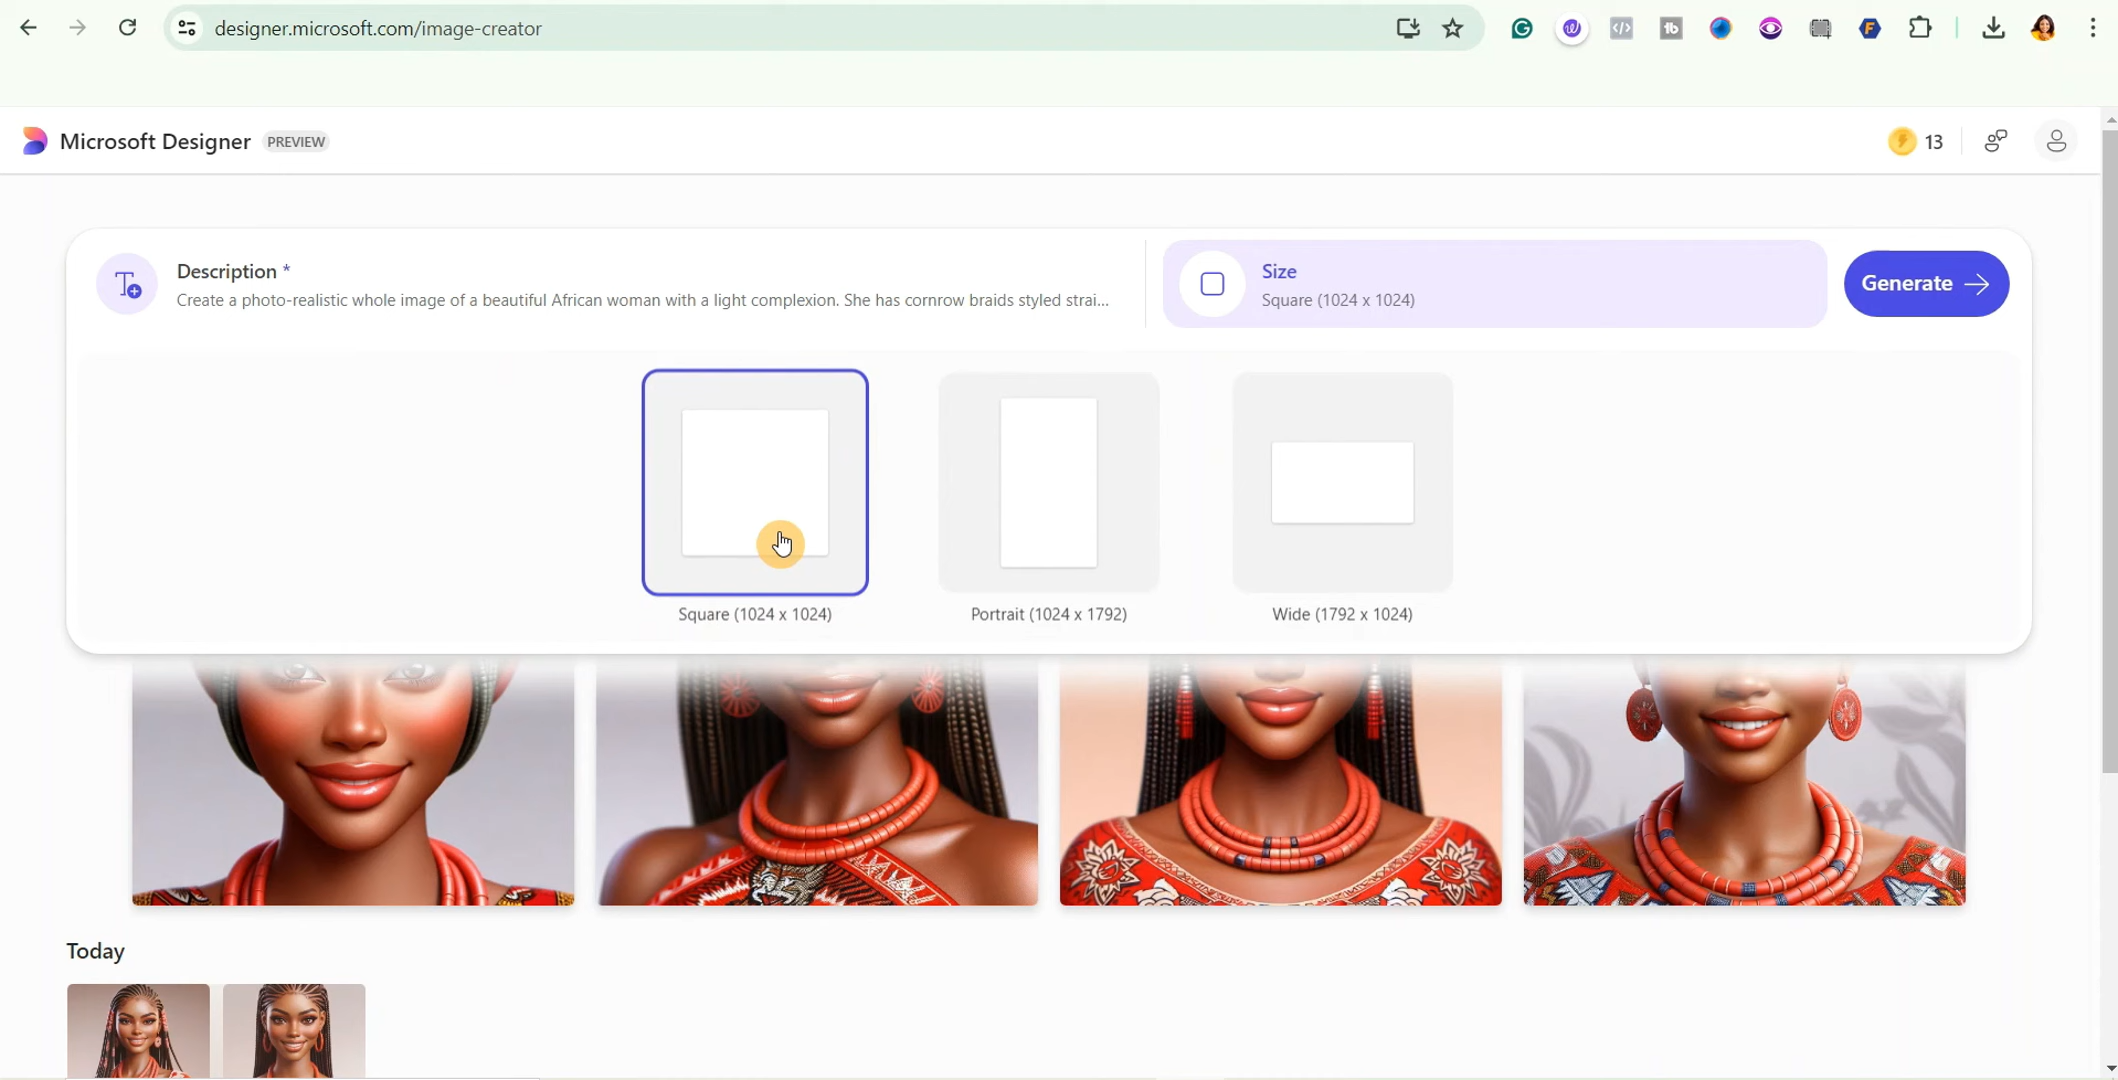 designer.microsoft.com/image-creator
Microsoft Designer PREVIEW
13
Description *
Create a photo-realistic whole image of a beautiful African woman with a light complexion. She has cornrow braids styled strai...
Size
Square (1024 x 1024)
Generate
Square (1024 x 1024)
Portrait (1024 x 1792)
Wide (1792 x 1024)
Today